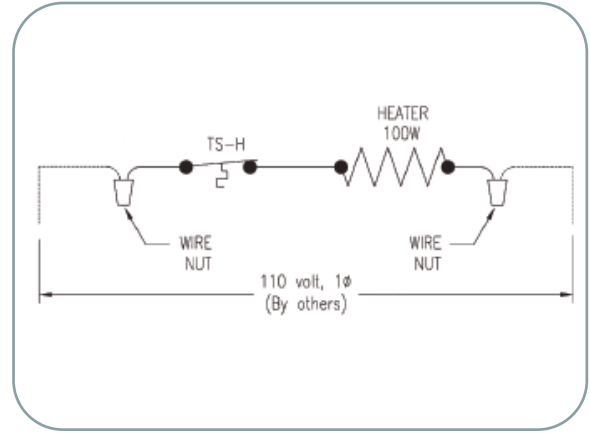 HEATER
100W
TS-H
WIRE
NUT
WIRE
NUT
110 volt, 1ø
(By others)